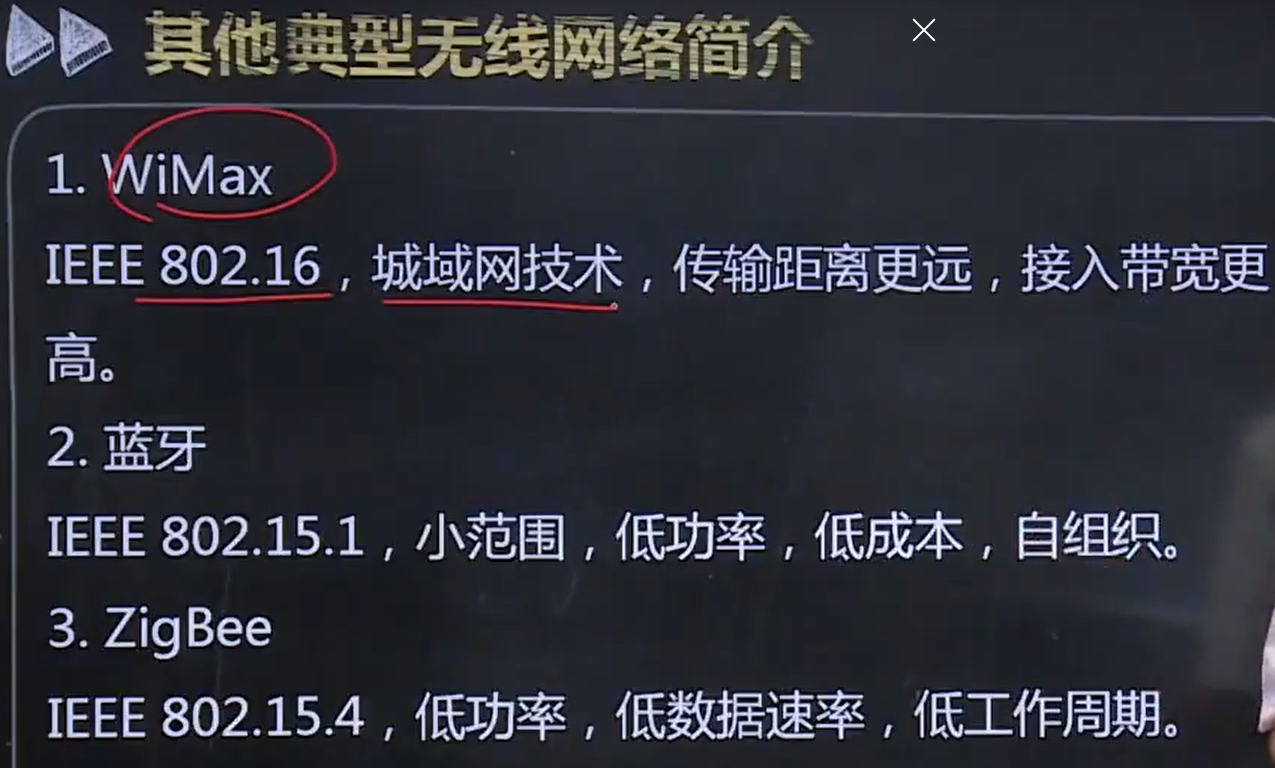 其他典型无线网络简介
1. WiMax
IEEE 802.16，城域网技术，传输距离更远，接入带宽更
高。
2. 蓝牙
IEEE 802.15.1，小范围，低功率，低成本，自组织。
3. ZigBee
IEEE 802.15.4，低功率，低数据速率，低工作周期。